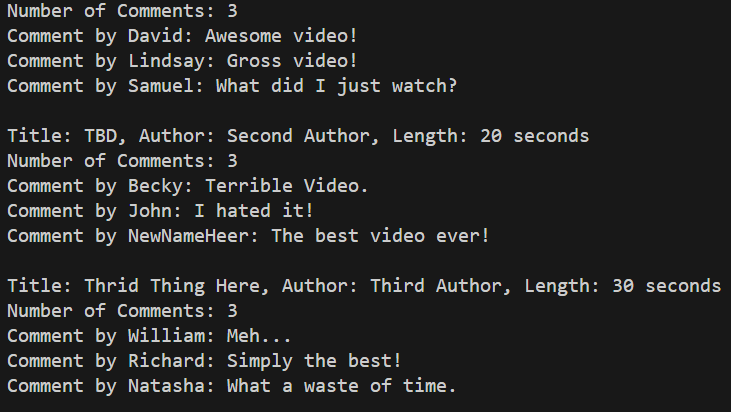 Number of Comments: 3
Comment by David: Awesome video!
Comment by Lindsay: Gross video!
Comment by Samuel: What did I just watch?
Title: TBD, Author: Second Author, Length: 20 seconds
Number of Comments: 3
Comment by Becky: Terrible Video.
Comment by John: I hated it!
Comment by NewNameHeer: The best video ever!
Title: Thrid Thing Here, Author: Third Author, Length: 30 seconds
Number of Comments: 3
Comment by William: Meh...
Comment by Richard: Simply the best!
Comment by Natasha: What a waste of time.